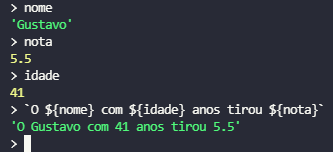 > nome
'Gustavo'
> nota
5.5
> idade
41
> `O ${nome} com ${idade} anos tirou ${nota}`
'O Gustavo com 41 anos tirou 5.5'
>